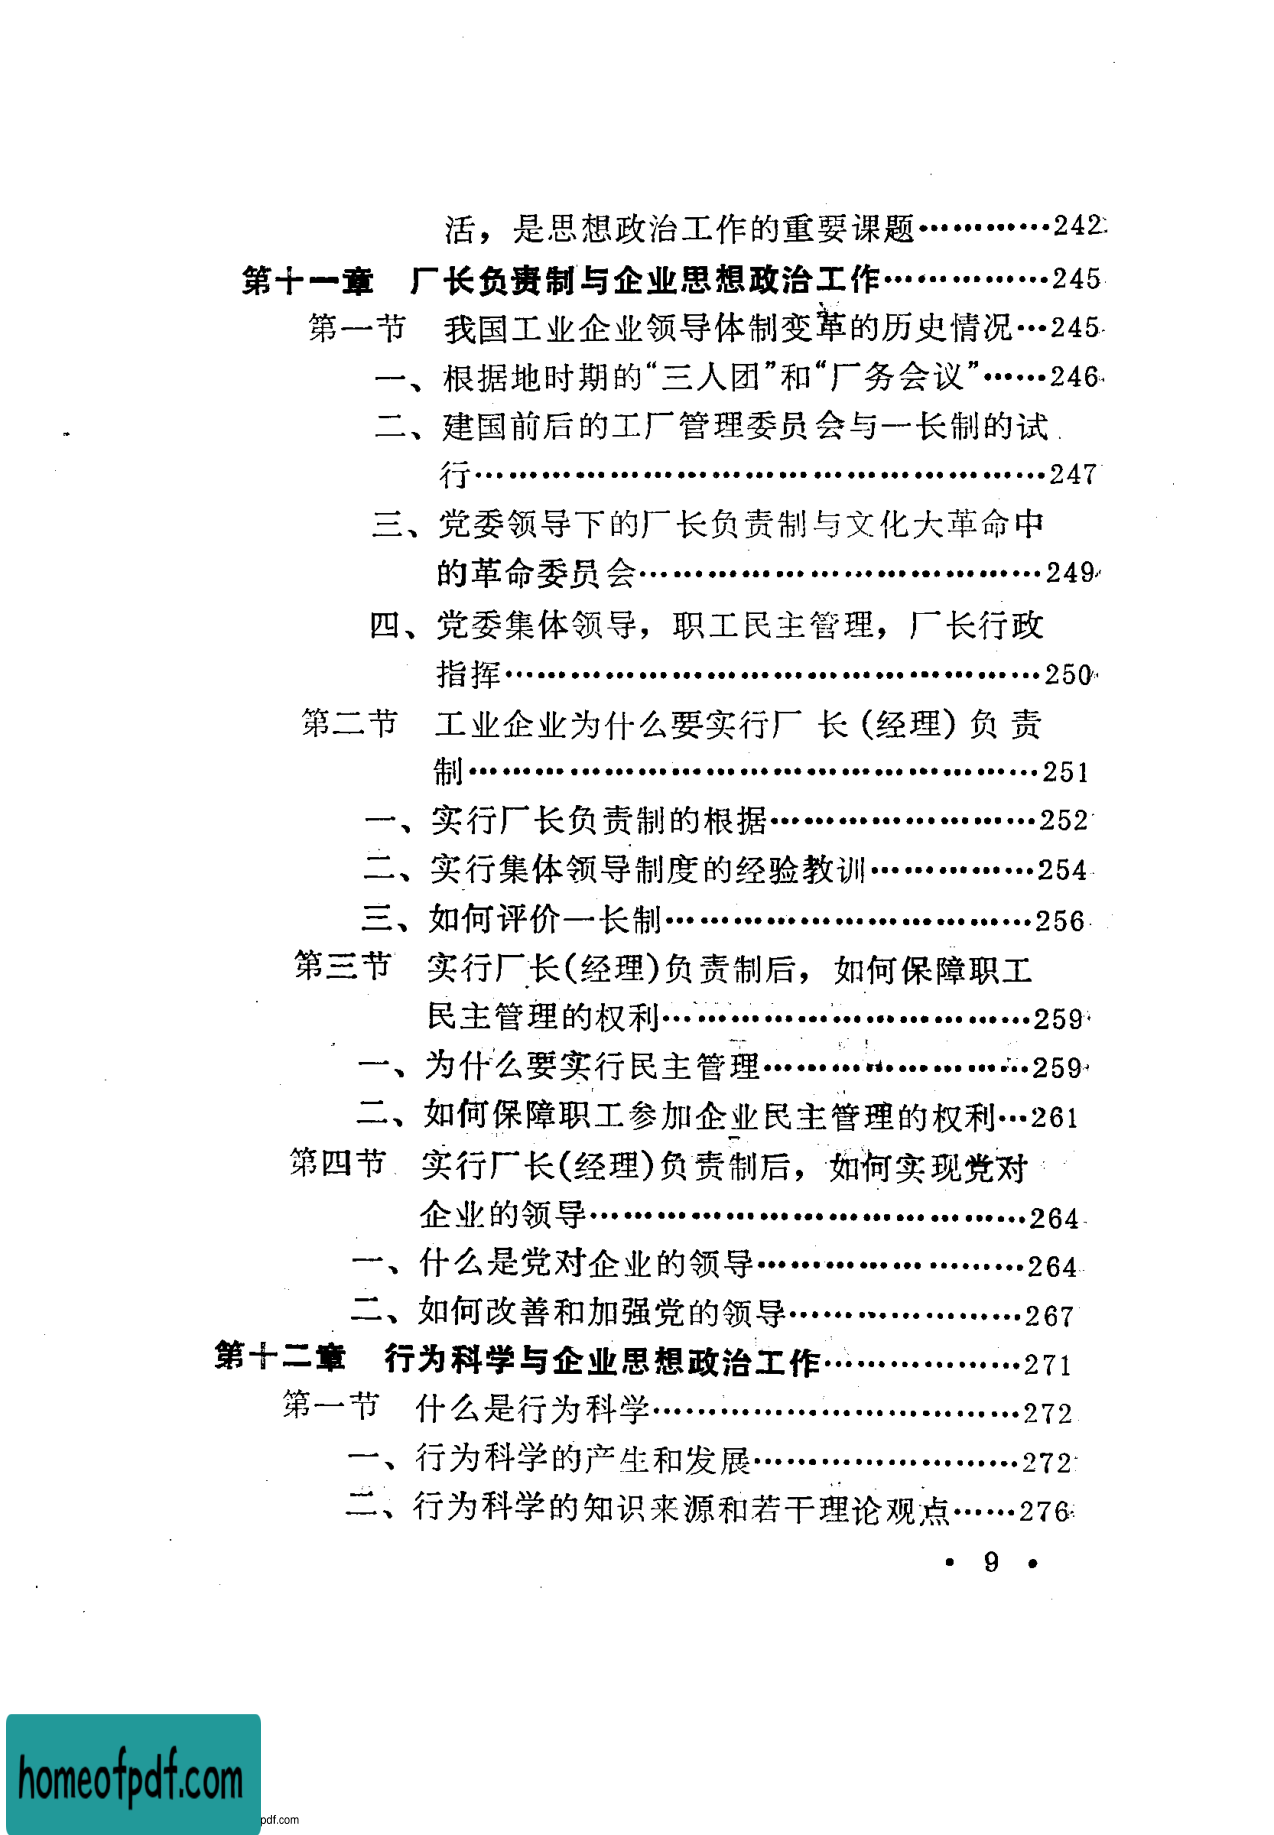 活，是思想政治工作的重要课题…………242
第十一章　厂长负责制与企业思想政治工作……………245
第一节　我国工业企业领导体制变革的历史情况…245
一、根据地时期的“三人团”和“厂务会议”……246
二、建国前后的工厂管理委员会与一长制的试
行………………………………………………247
三、党委领导下的厂长负责制与文化大革命中
的革命委员会…………………………………249
四、党委集体领导，职工民主管理，厂长行政
指挥……………………………………………250
第二节　工业企业为什么要实行厂 长（经理）负 责
制………………………………………………251
一、实行厂长负责制的根据……………………252
二、实行集体领导制度的经验教训……………254
三、如何评价一长制……………………………256
第三节　实行厂长(经理)负责制后，如何保障职工
民主管理的权利………………………………259
一、为什么要实行民主管理……………………259
二、如何保障职工参加企业民主管理的权利…261
第四节　实行厂长(经理)负责制后，如何实现党对
企业的领导……………………………………264
一、什么是党对企业的领导……………………264
二、如何改善和加强党的领导…………………267
第十二章　行为科学与企业思想政治工作………………271
第一节　什么是行为科学………………………………272
一、行为科学的产生和发展……………………272
二、行为科学的知识来源和若干理论观点……276
• 9 •
homeofpdf.com
pdf.com